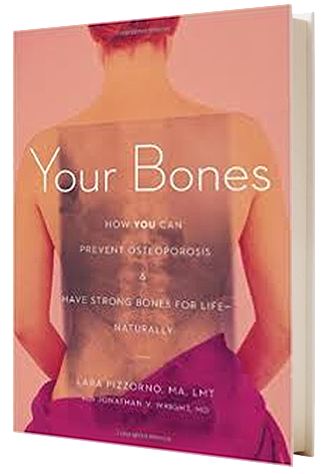 Your Bones
HOW YOU CAN
PREVENT OSTEOPOROSIS
&
HAVE STRONG BONES FOR LIFE—
NATURALLY
LARA PIZZORNO, MA, LMT
WITH JONATHAN V. WRIGHT, MD